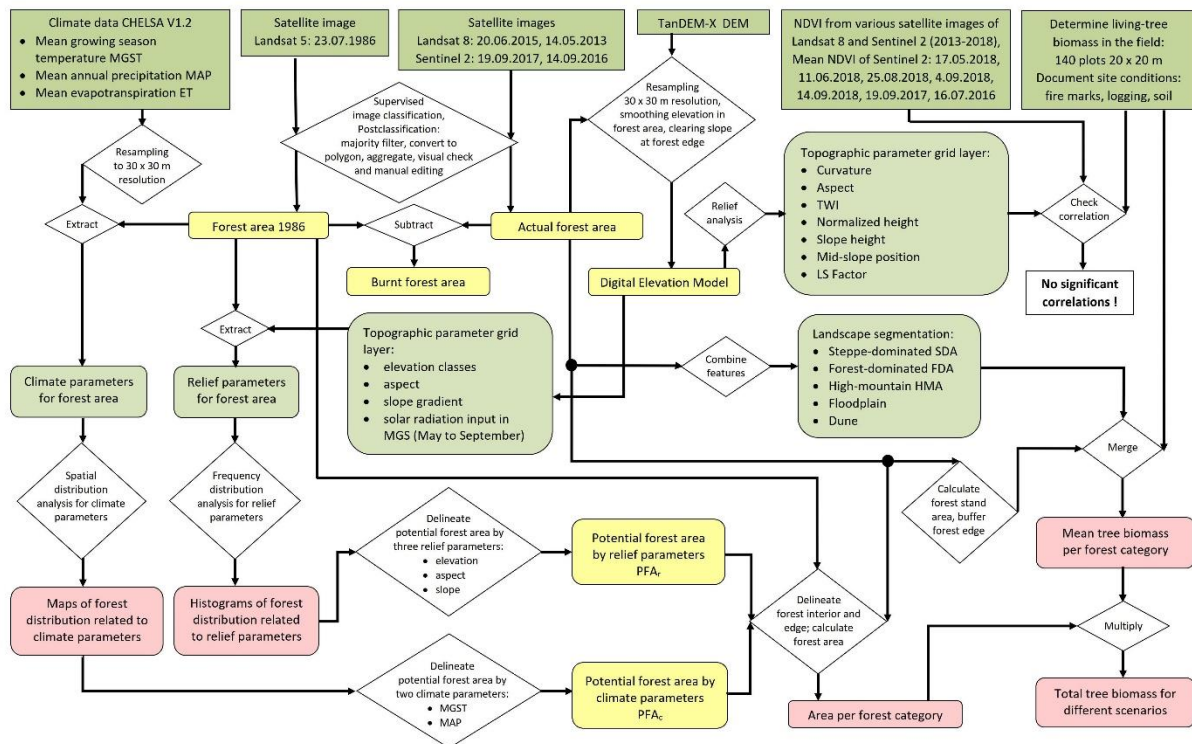 Climate data CHELSA V1.2
• Mean growing season
temperature MGST
• Mean annual precipitation MAP
• Mean evapotranspiration ET
Satellite image
Landsat 5: 23.07.1986
Satellite images
Landsat 8: 20.06.2015, 14.05.2013
Sentinel 2: 19.09.2017, 14.09.2016
TanDEM-X DEM
NDVI from various satellite images of
Landsat 8 and Sentinel 2 (2013-2018),
Mean NDVI of Sentinel 2: 17.05.2018,
11.06.2018, 25.08.2018, 4.09.2018,
14.09.2018, 19.09.2017, 16.07.2016
Determine living-tree
biomass in the field:
140 plots 20 x 20 m
Document site conditions:
fire marks, logging, soil
Resampling
to 30 x 30 m
resolution
Supervised
image classification,
Postclassification:
majority filter, convert to
polygon, aggregate, visual check
and manual editing
Resampling
30 x 30 m resolution,
smoothing elevation in
forest area, clearing slope
at forest edge
Relief
analysis
Topographic parameter grid
layer:
• Curvature
• Aspect
• TWI
• Normalized height
• Slope height
• Mid-slope position
• LS Factor
Check
correlation
No significant
correlations !
Extract
Forest area 1986
Subtract
Actual forest area
Burnt forest area
Digital Elevation Model
Extract
Topographic parameter grid
layer:
• elevation classes
• aspect
• slope gradient
• solar radiation input in
MGS (May to September)
Combine
features
Landscape segmentation:
• Steppe-dominated SDA
• Forest-dominated FDA
• High-mountain HMA
• Floodplain
• Dune
Climate parameters
for forest area
Relief parameters
for forest area
Merge
Spatial
distribution
analysis for climate
parameters
Frequency
distribution
analysis for relief
parameters
Calculate
forest stand
area, buffer
forest edge
Delineate
potential forest area by
three relief parameters:
• elevation
• aspect
• slope
Potential forest area
by relief parameters
PFAr
Mean tree biomass
per forest category
Maps of forest
distribution related to
climate parameters
Histograms of forest
distribution related
to relief parameters
Delineate
forest interior and
edge; calculate
forest area
Multiply
Delineate
potential forest area by
two climate parameters:
• MGST
• MAP
Potential forest area by
climate parameters
PFAc
Area per forest category
Total tree biomass for
different scenarios